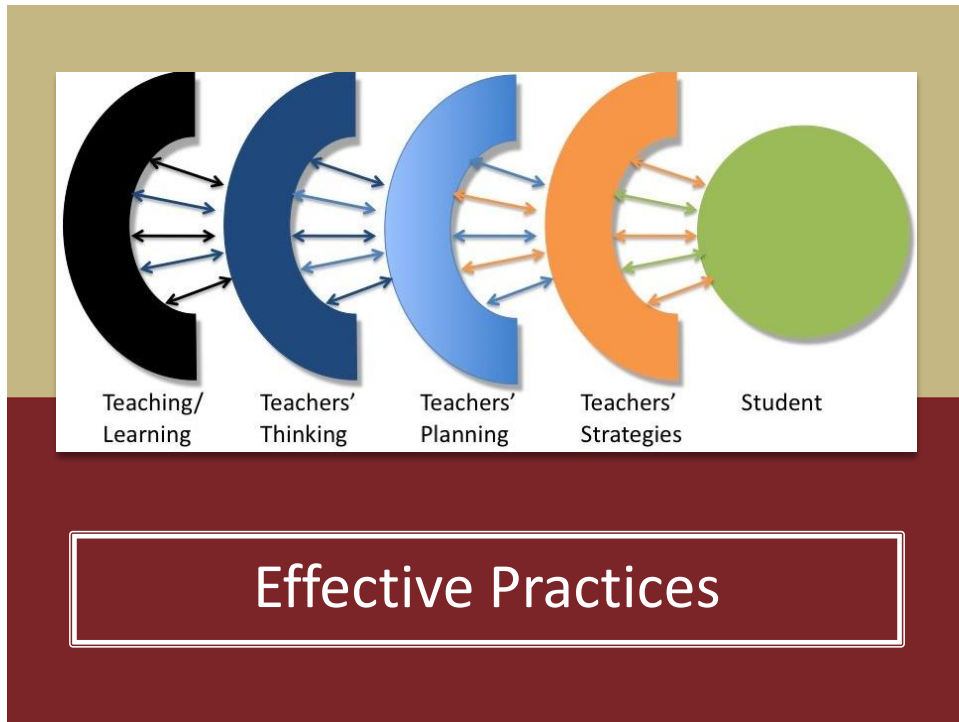 Teaching/
Learning
Teachers’
Thinking
Teachers’
Planning
Teachers’
Strategies
Student
Effective Practices